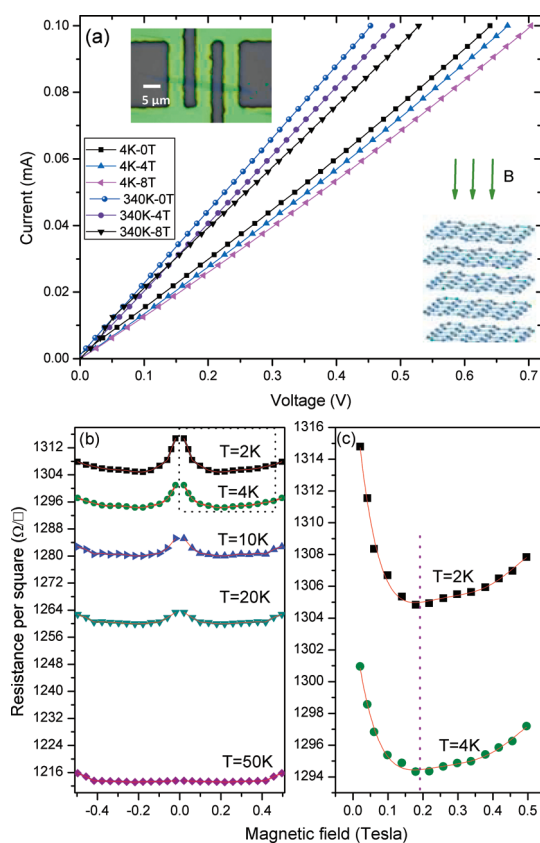 (a)
5 μm
4K-0T
4K-4T
4K-8T
340K-0T
340K-4T
340K-8T
B
Current (mA)
0.10
0.08
0.06
0.04
0.02
0.00
0.0 0.1 0.2 0.3 0.4 0.5 0.6 0.7
Voltage (V)
(b)
T=2K
T=4K
T=10K
T=20K
T=50K
Resistance per square (Ω/□)
1312
1304
1296
1288
1280
1272
1264
1256
1248
1240
1232
1224
1216
-0.4 -0.2 0.0 0.2 0.4
(c)
T=2K
T=4K
1316
1314
1312
1310
1308
1306
1304
1302
1300
1298
1296
1294
0.0 0.1 0.2 0.3 0.4 0.5
Magnetic field (Tesla)